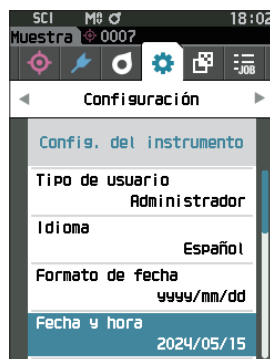 SCI M0 18:02
Muestra 0007
-JOB
Configuración
Config. del instrumento
Tipo de usuario
Administrador
Idioma
Español
Formato de fecha
yyyy/mm/dd
Fecha y hora
2024/05/15